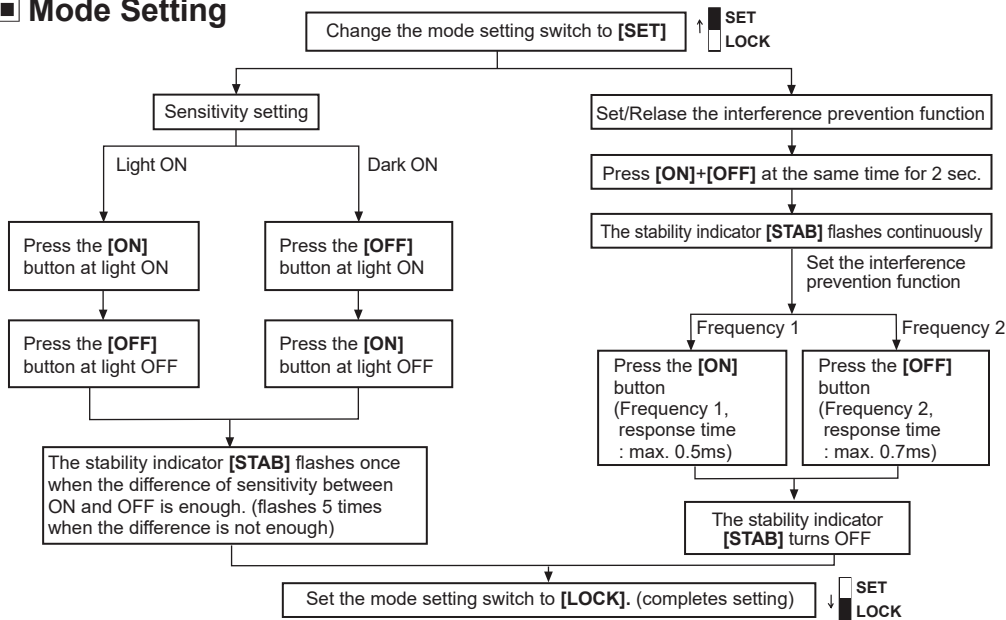 ■ Mode Setting
Change the mode setting switch to [SET]
↑
SET
LOCK
Sensitivity setting
Light ON
Dark ON
Press the [ON]
button at light ON
Press the [OFF]
button at light ON
Press the [OFF]
button at light OFF
Press the [ON]
button at light OFF
The stability indicator [STAB] flashes once
when the difference of sensitivity between
ON and OFF is enough. (flashes 5 times
when the difference is not enough)
Set/Relase the interference prevention function
Press [ON]+[OFF] at the same time for 2 sec.
The stability indicator [STAB] flashes continuously
Set the interference
prevention function
Frequency 1
Frequency 2
Press the [ON]
button
(Frequency 1,
response time
: max. 0.5ms)
Press the [OFF]
button
(Frequency 2,
response time
: max. 0.7ms)
The stability indicator
[STAB] turns OFF
Set the mode setting switch to [LOCK]. (completes setting)
↓
SET
LOCK